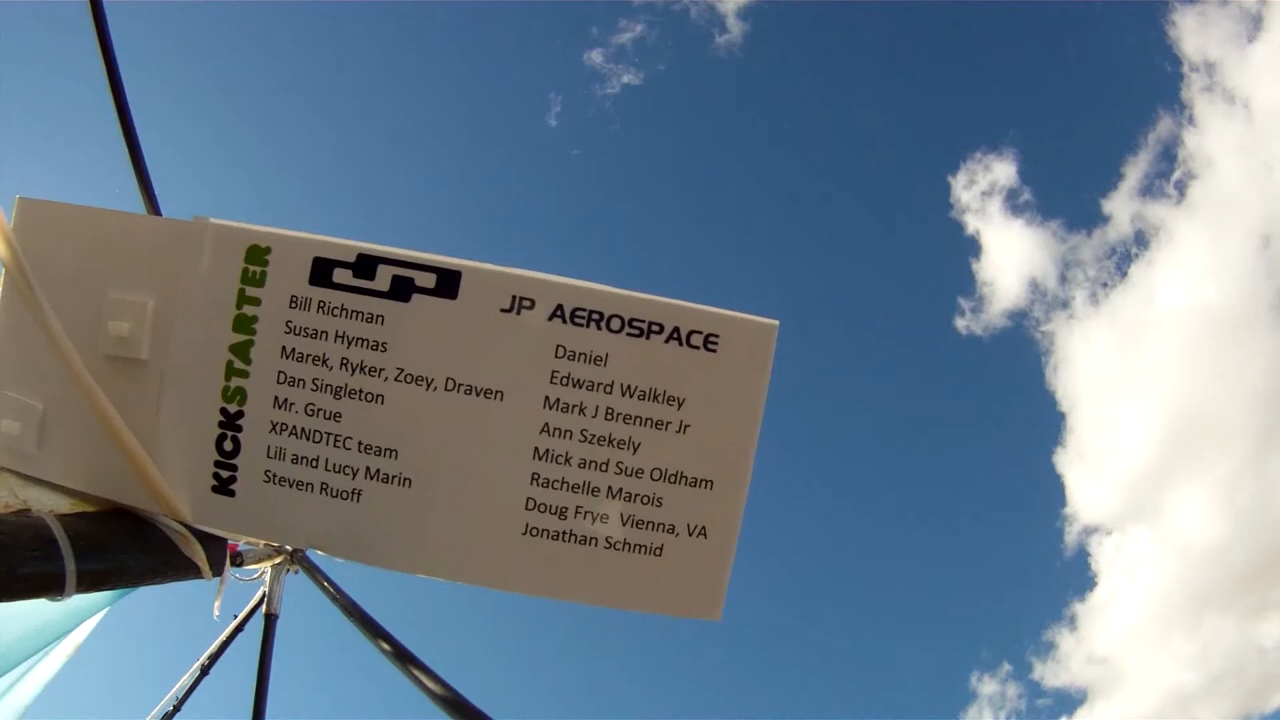 KICKSTARTER
JP
JP AEROSPACE
Bill Richman
Susan Hymas
Marek, Ryker, Zoey, Draven
Dan Singleton
Mr. Grue
XPANDTEC team
Lili and Lucy Marin
Steven Ruoff
Daniel
Edward Walkley
Mark J Brenner Jr
Ann Szekely
Mick and Sue Oldham
Rachelle Marois
Doug Frye Vienna, VA
Jonathan Schmid